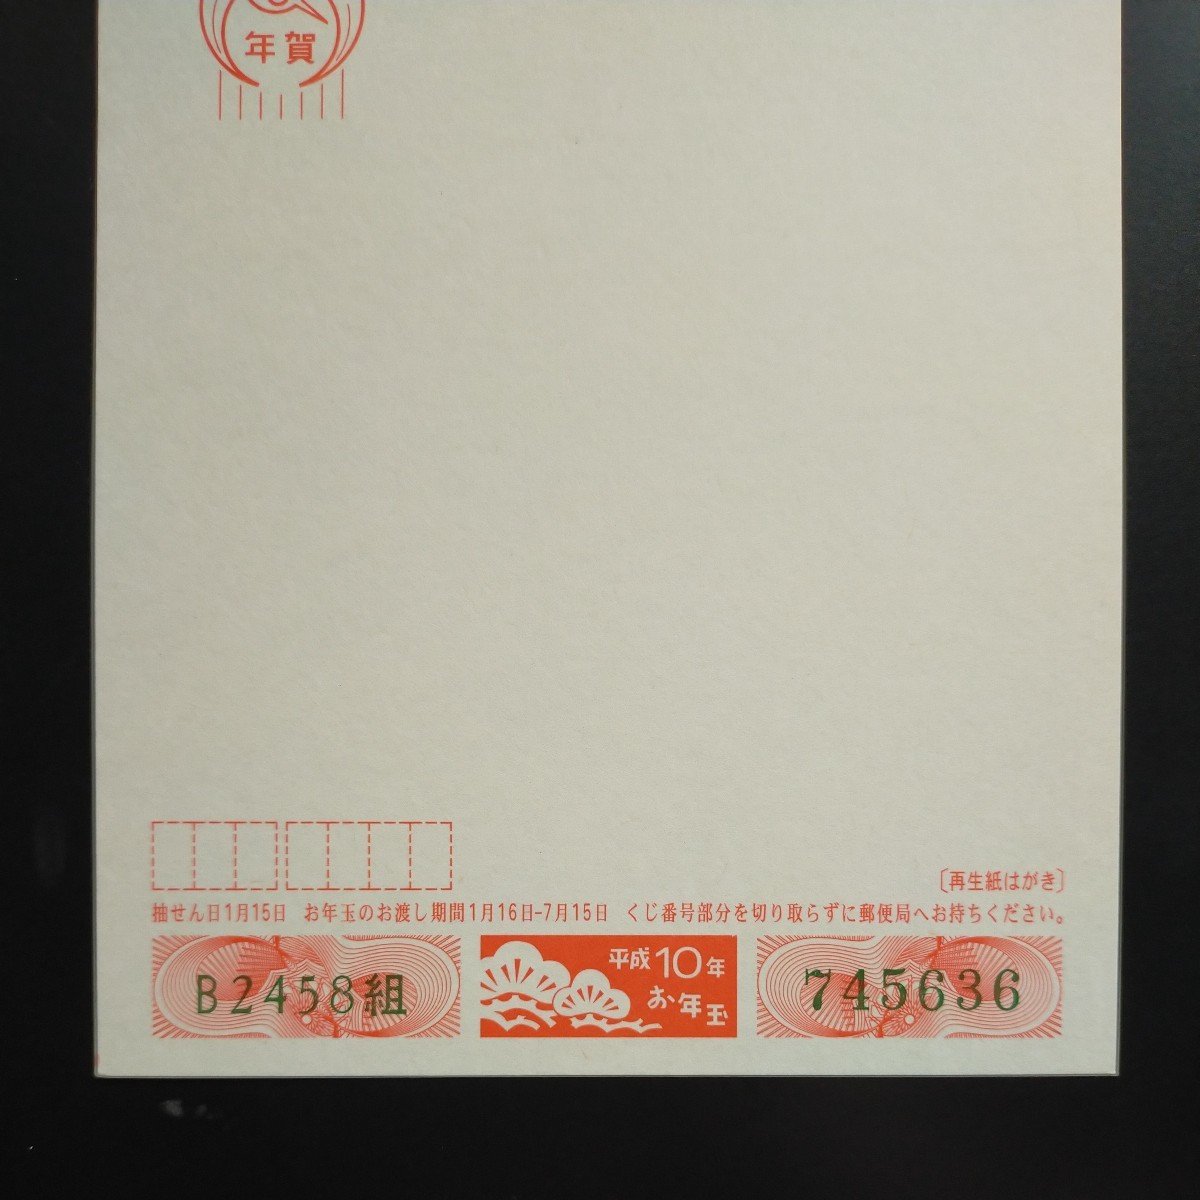 年賀
〔再生紙はがき〕
抽せん日1月15日 お年玉のお渡し期間1月16日-7月15日 くじ番号部分を切り取らずに郵便局へお持ちください。
B2458組
平成10年
お年玉
745636